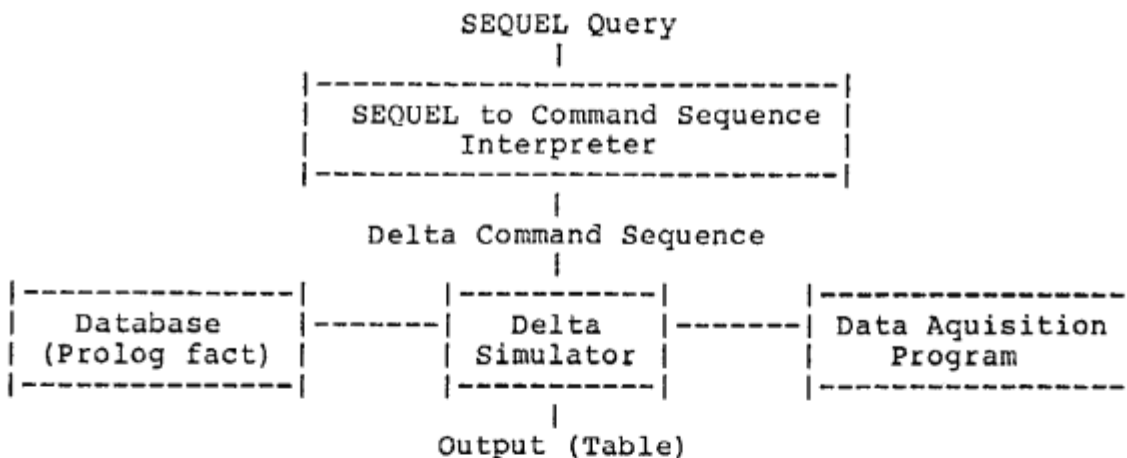 SEQUEL Query
SEQUEL to Command Sequence
Interpreter
Delta Command Sequence
Database
(Prolog fact)
Delta
Simulator
Data Aquisition
Program
Output (Table)